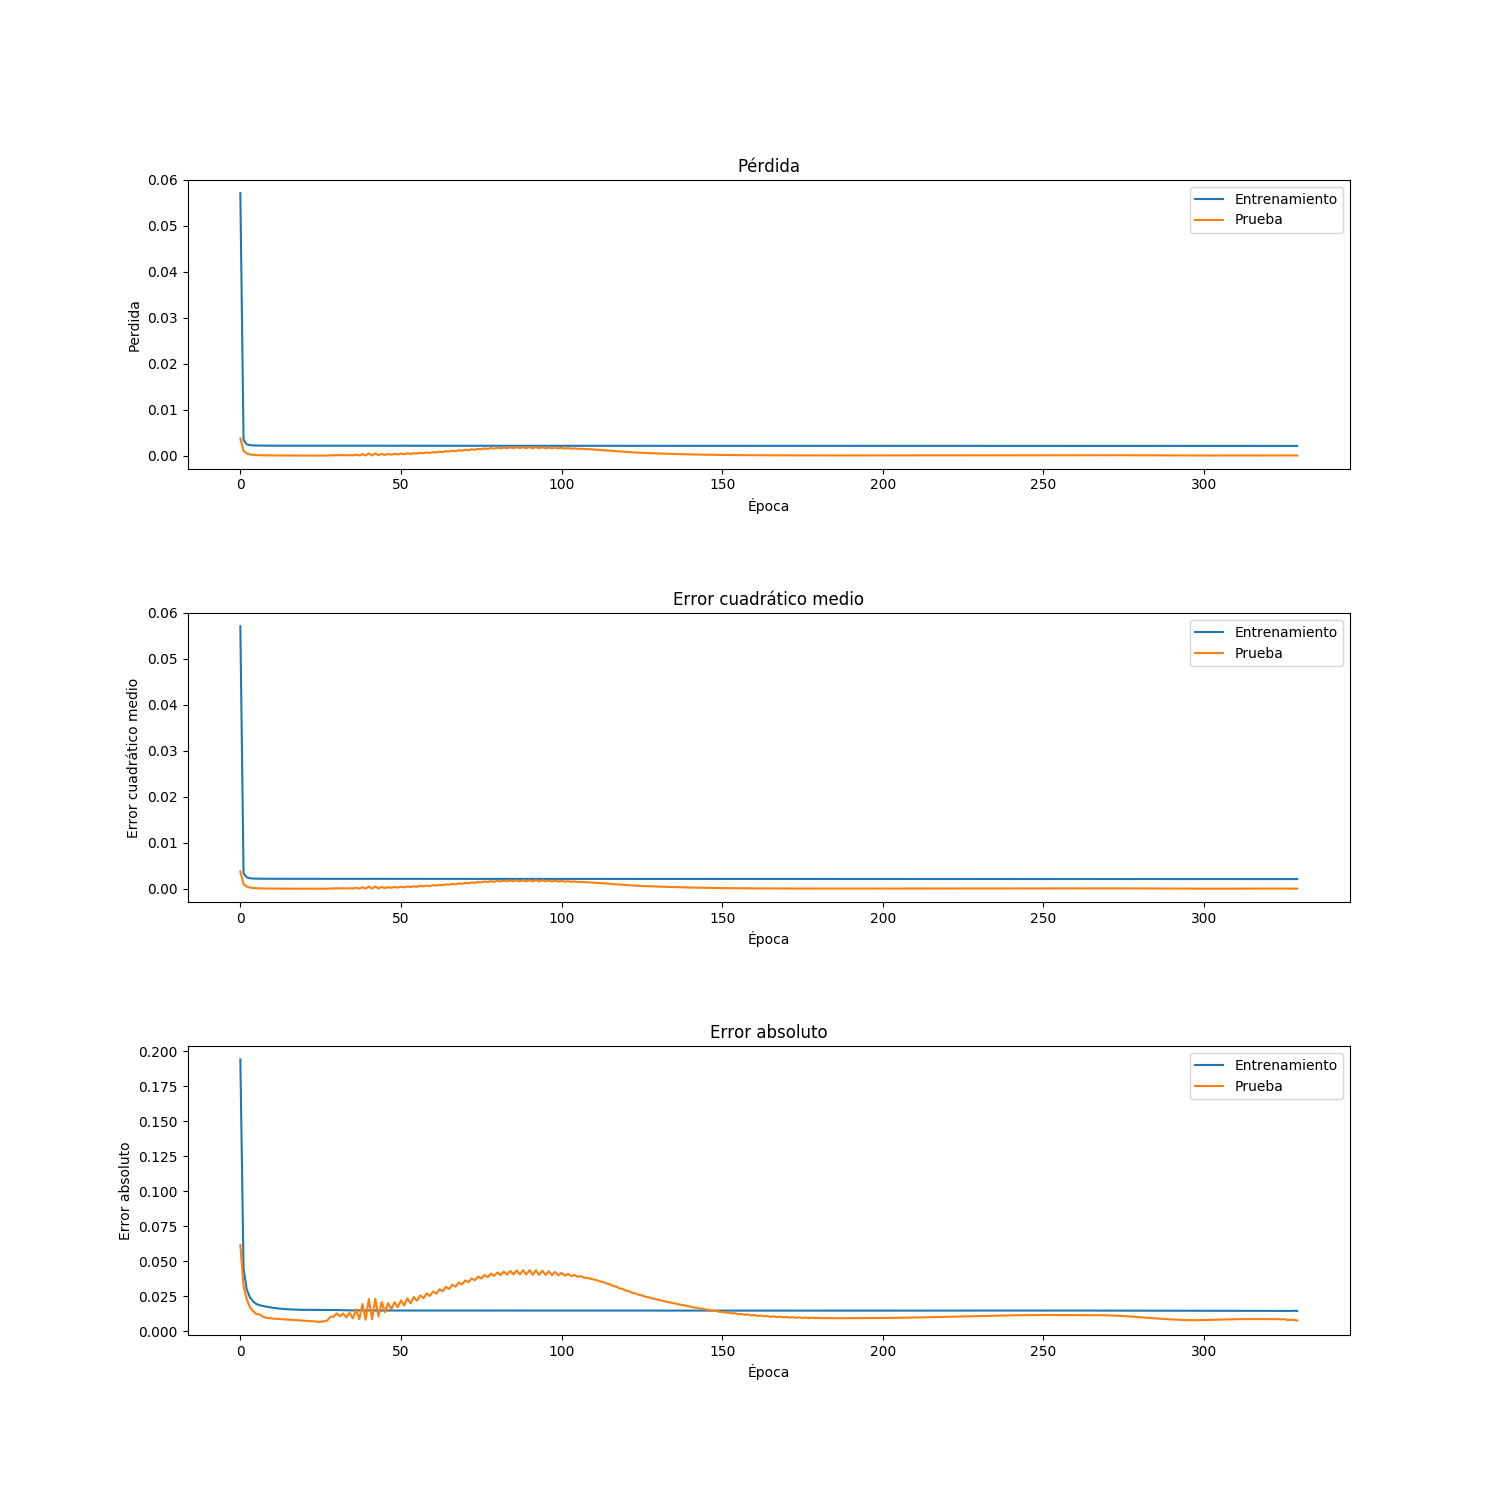 Pérdida
0.06
0.05
0.04
0.03
0.02
0.01
0.00
Perdida
Entrenamiento
Prueba
0 50 100 150 200 250 300
Época
Error cuadrático medio
0.06
0.05
0.04
0.03
0.02
0.01
0.00
Error cuadrático medio
Entrenamiento
Prueba
0 50 100 150 200 250 300
Época
Error absoluto
0.200
0.175
0.150
0.125
0.100
0.075
0.050
0.025
0.000
Error absoluto
Entrenamiento
Prueba
0 50 100 150 200 250 300
Época